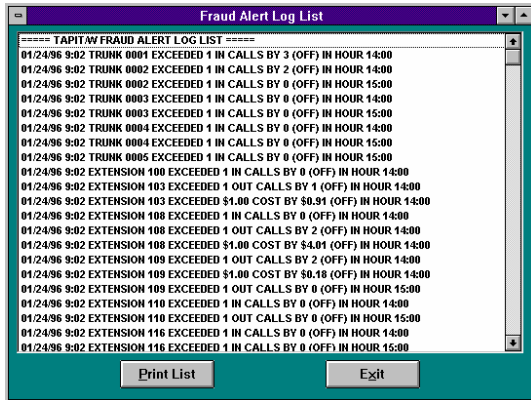 Fraud Alert Log List
===== TAPIT/W FRAUD ALERT LOG LIST =====
01/24/96 9:02 TRUNK 0001 EXCEEDED 1 IN CALLS BY 3 (OFF) IN HOUR 14:00
01/24/96 9:02 TRUNK 0002 EXCEEDED 1 IN CALLS BY 2 (OFF) IN HOUR 14:00
01/24/96 9:02 TRUNK 0002 EXCEEDED 1 IN CALLS BY 0 (OFF) IN HOUR 15:00
01/24/96 9:02 TRUNK 0003 EXCEEDED 1 IN CALLS BY 0 (OFF) IN HOUR 14:00
01/24/96 9:02 TRUNK 0003 EXCEEDED 1 IN CALLS BY 0 (OFF) IN HOUR 15:00
01/24/96 9:02 TRUNK 0004 EXCEEDED 1 IN CALLS BY 0 (OFF) IN HOUR 14:00
01/24/96 9:02 TRUNK 0004 EXCEEDED 1 IN CALLS BY 0 (OFF) IN HOUR 15:00
01/24/96 9:02 TRUNK 0005 EXCEEDED 1 IN CALLS BY 0 (OFF) IN HOUR 15:00
01/24/96 9:02 EXTENSION 100 EXCEEDED 1 IN CALLS BY 0 (OFF) IN HOUR 14:00
01/24/96 9:02 EXTENSION 103 EXCEEDED 1 OUT CALLS BY 1 (OFF) IN HOUR 14:00
01/24/96 9:02 EXTENSION 103 EXCEEDED $1.00 COST BY $0.91 (OFF) IN HOUR 14:00
01/24/96 9:02 EXTENSION 108 EXCEEDED 1 IN CALLS BY 0 (OFF) IN HOUR 14:00
01/24/96 9:02 EXTENSION 108 EXCEEDED 1 OUT CALLS BY 2 (OFF) IN HOUR 14:00
01/24/96 9:02 EXTENSION 108 EXCEEDED $1.00 COST BY $4.01 (OFF) IN HOUR 14:00
01/24/96 9:02 EXTENSION 109 EXCEEDED 1 OUT CALLS BY 2 (OFF) IN HOUR 14:00
01/24/96 9:02 EXTENSION 109 EXCEEDED $1.00 COST BY $0.18 (OFF) IN HOUR 14:00
01/24/96 9:02 EXTENSION 109 EXCEEDED 1 OUT CALLS BY 0 (OFF) IN HOUR 15:00
01/24/96 9:02 EXTENSION 110 EXCEEDED 1 IN CALLS BY 0 (OFF) IN HOUR 14:00
01/24/96 9:02 EXTENSION 110 EXCEEDED 1 OUT CALLS BY 0 (OFF) IN HOUR 15:00
01/24/96 9:02 EXTENSION 116 EXCEEDED 1 IN CALLS BY 0 (OFF) IN HOUR 14:00
01/24/96 9:02 EXTENSION 116 EXCEEDED 1 IN CALLS BY 0 (OFF) IN HOUR 15:00
Print List
Exit